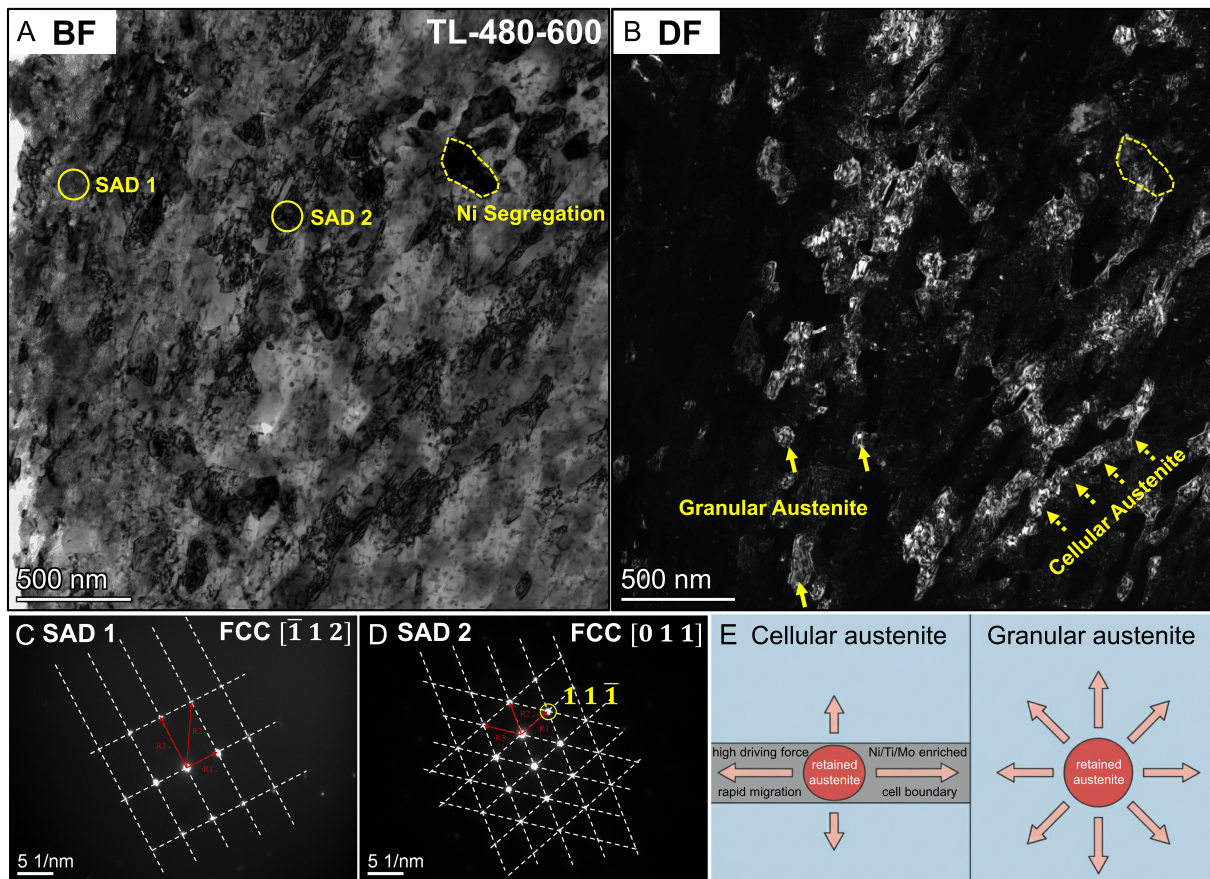 A BF
TL-480-600
SAD 1
SAD 2
Ni Segregation
500 nm
B DF
Granular Austenite
Cellular Austenite
500 nm
C SAD 1
FCC [1̅ 1 2]
5 1/nm
D SAD 2
FCC [0 1 1]
1 1 1̅
R2
R1
R3
5 1/nm
E Cellular austenite
high driving force
Ni/Ti/Mo enriched
retained
austenite
rapid migration
cell boundary
Granular austenite
retained
austenite